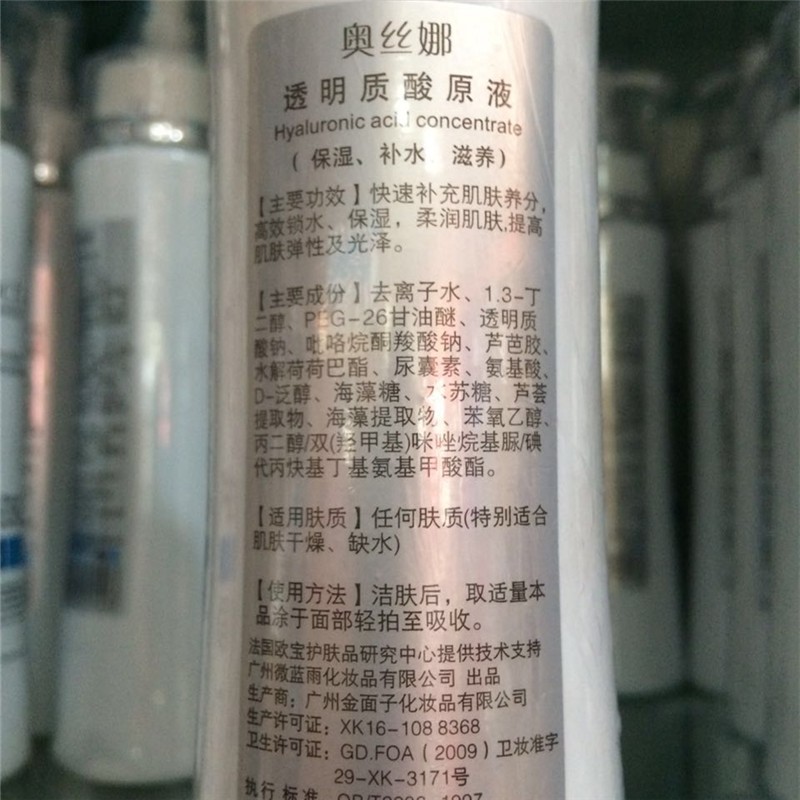 奥丝娜
透明质酸原液
Hyaluronic acid concentrate
（保湿、补水 滋养）
【主要功效】快速补充肌肤养分，
高效锁水、保湿，柔润肌肤,提高
肌肤弹性及光泽。
【主要成份】去离子水、1.3-丁
二醇、PEG-26甘油醚、透明质
酸钠、吡咯烷酮羧酸钠、芦芭胶、
水解荷荷巴酯、尿囊素、氨基酸、
D-泛醇、海藻糖、水苏糖、芦荟
提取物、海藻提取物、苯氧乙醇、
丙二醇/双(羟甲基)咪唑烷基脲/碘
代丙炔基丁基氨基甲酸酯。
【适用肤质】任何肤质(特别适合
肌肤干燥、缺水)
【使用方法】洁肤后，取适量本
品涂于面部轻拍至吸收。
法国欧宝护肤品研究中心提供技术支持
广州微蓝雨化妆品有限公司 出品
生产商：广州金面子化妆品有限公司
生产许可证：XK16-108 8368
卫生许可证：GD.FOA（2009）卫妆准字
29-XK-3171号
执行标准